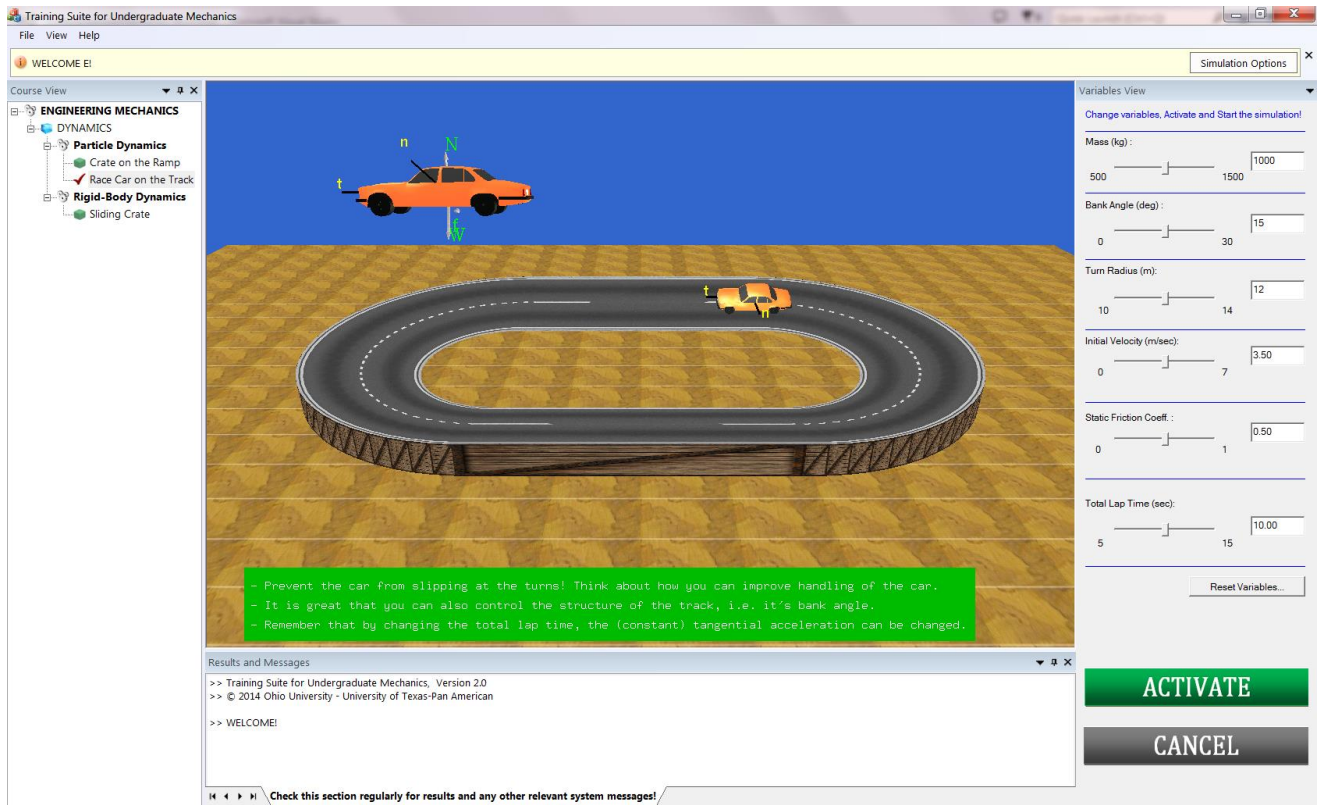 Training Suite for Undergraduate Mechanics
File View Help
WELCOME E!
Simulation Options
Course View
ENGINEERING MECHANICS
DYNAMICS
Particle Dynamics
Crate on the Ramp
Race Car on the Track
Rigid-Body Dynamics
Sliding Crate
n
N
t
f
W
t
n
- Prevent the car from slipping at the turns! Think about how you can improve handling of the car.
- It is great that you can also control the structure of the track, i.e. it's bank angle.
- Remember that by changing the total lap time, the (constant) tangential acceleration can be changed.
Results and Messages
>> Training Suite for Undergraduate Mechanics, Version 2.0
>> © 2014 Ohio University - University of Texas-Pan American
>> WELCOME!
Check this section regularly for results and any other relevant system messages!
Variables View
Change variables, Activate and Start the simulation!
Mass (kg) :
1000
500 1500
Bank Angle (deg) :
15
0 30
Turn Radius (m):
12
10 14
Initial Velocity (m/sec):
3.50
0 7
Static Friction Coeff. :
0.50
0 1
Total Lap Time (sec):
10.00
5 15
Reset Variables...
ACTIVATE
CANCEL